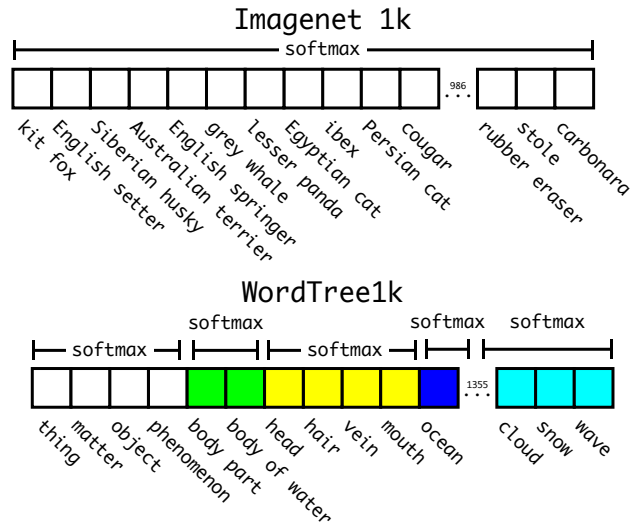 Imagenet 1k
softmax
986
...
kit fox
English setter
Siberian husky
Australian terrier
English springer
grey whale
lesser panda
Egyptian cat
ibex
Persian cat
cougar
rubber eraser
stole
carbonara
WordTree1k
softmax
softmax
softmax
softmax
softmax
1355
...
thing
matter
object
phenomenon
body part
body of water
head
hair
vein
mouth
ocean
cloud
snow
wave